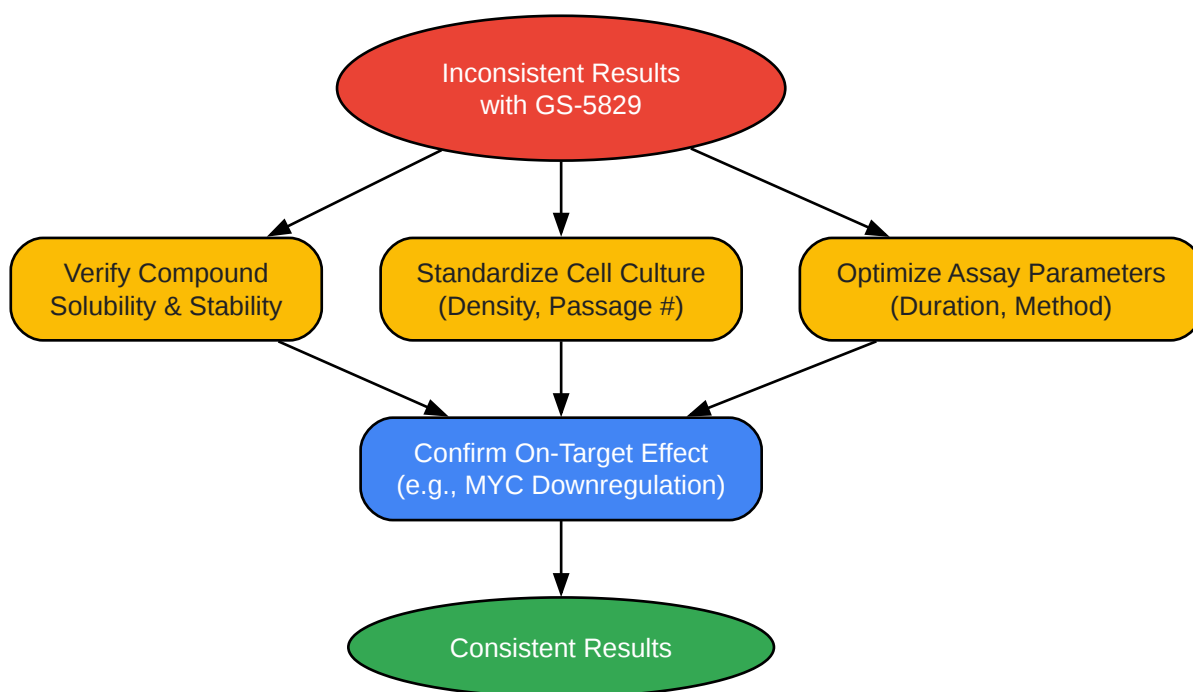 Inconsistent Results
with GS-5829
Verify Compound
Solubility & Stability
Standardize Cell Culture
(Density, Passage #)
Optimize Assay Parameters
(Duration, Method)
Confirm On-Target Effect
(e.g., MYC Downregulation)
Consistent Results